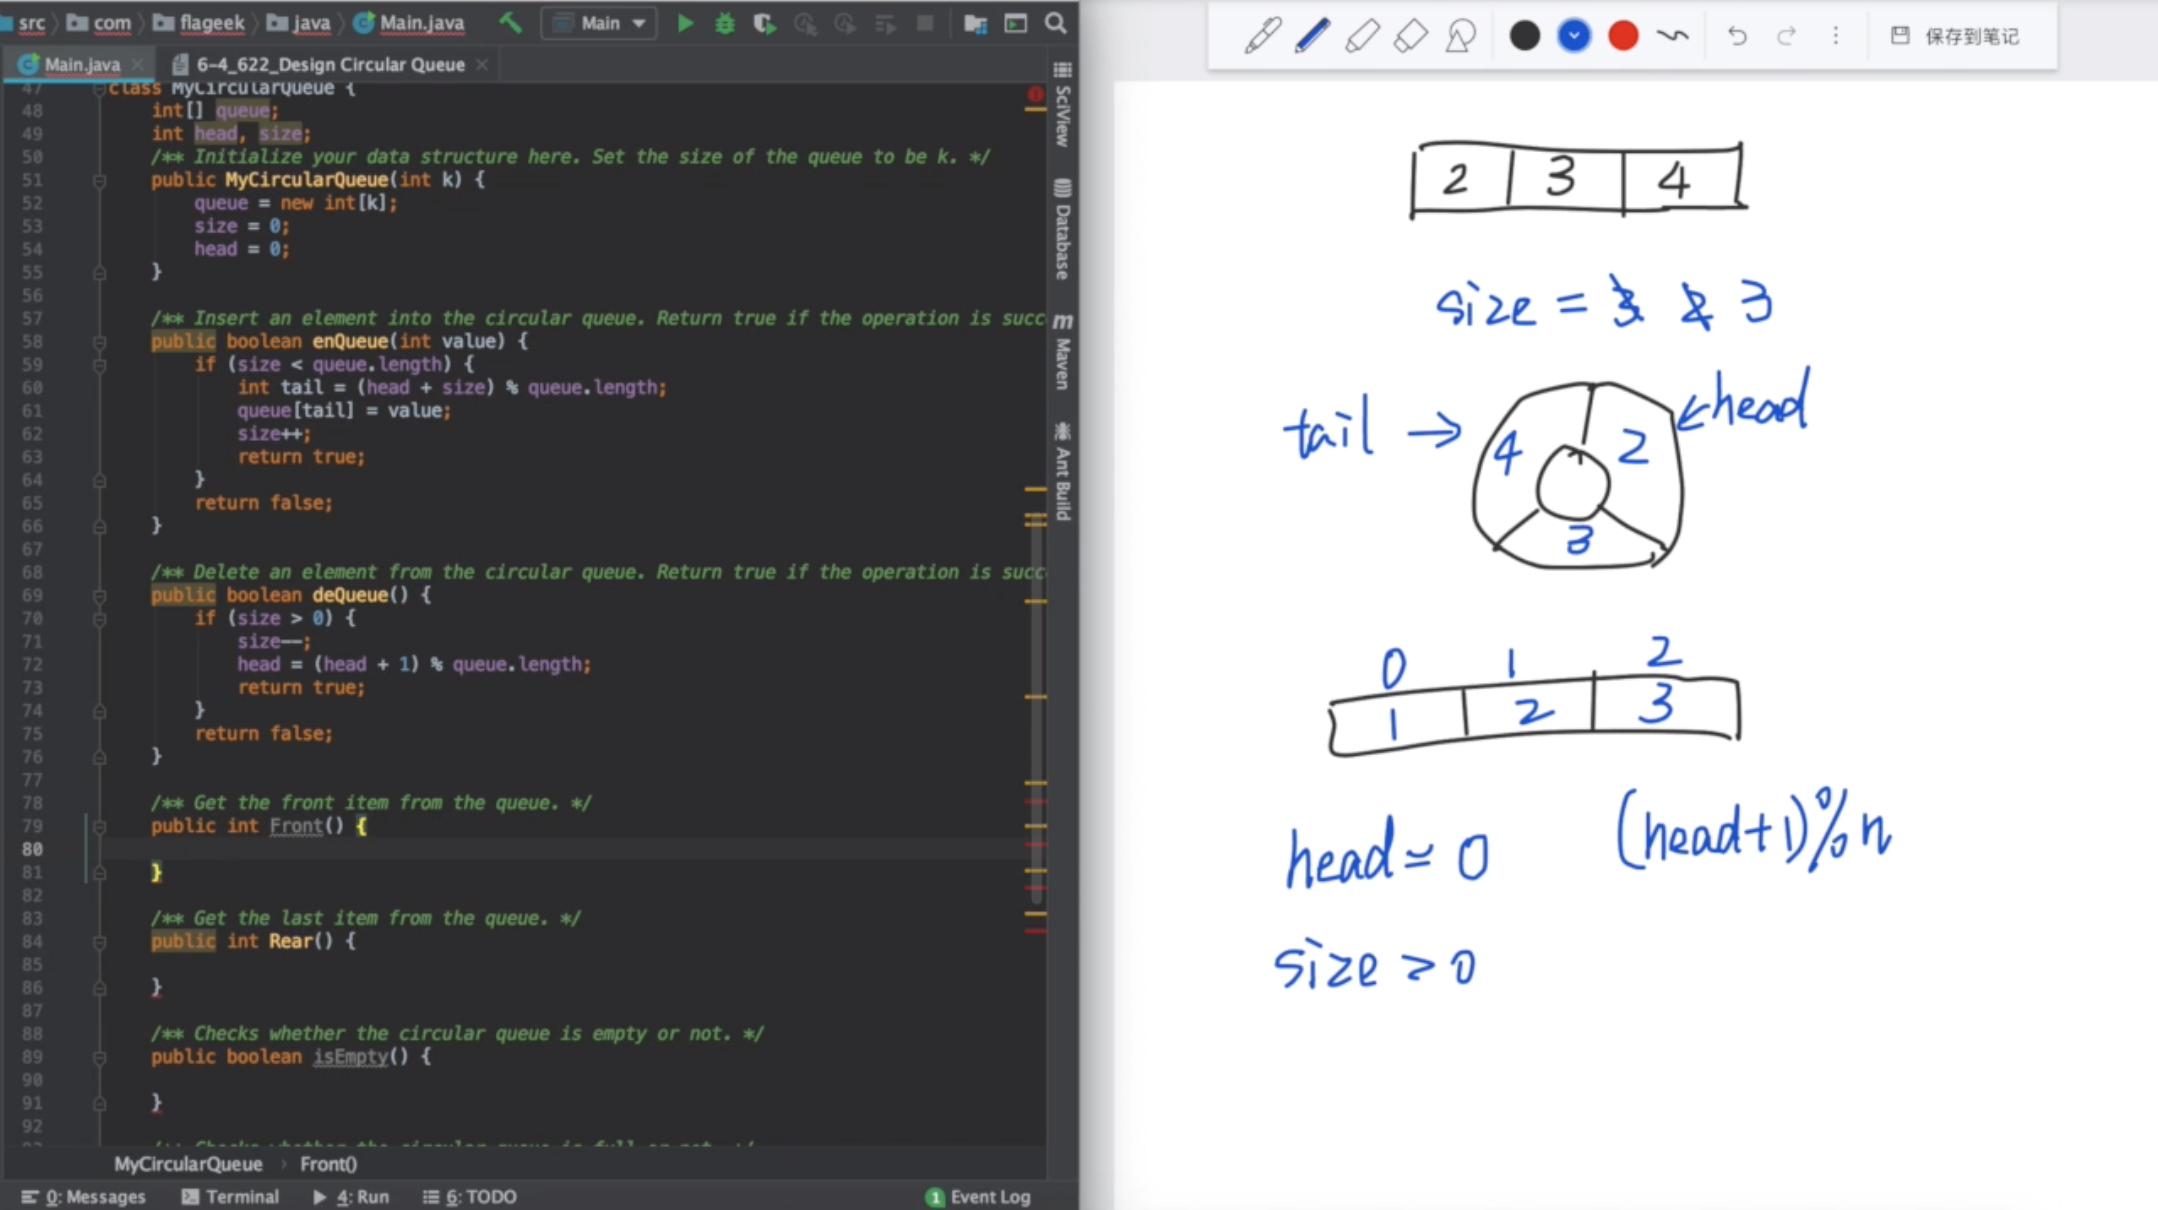 src com flageek java Main.java Main
Main.java 6-4_622_Design Circular Queue
47 class MyCircularQueue {
48 int[] queue;
49 int head, size;
50 /** Initialize your data structure here. Set the size of the queue to be k. */
51 public MyCircularQueue(int k) {
52 queue = new int[k];
53 size = 0;
54 head = 0;
55 }
56
57 /** Insert an element into the circular queue. Return true if the operation is succ
58 public boolean enQueue(int value) {
59 if (size < queue.length) {
60 int tail = (head + size) % queue.length;
61 queue[tail] = value;
62 size++;
63 return true;
64 }
65 return false;
66 }
67
68 /** Delete an element from the circular queue. Return true if the operation is succ
69 public boolean deQueue() {
70 if (size > 0) {
71 size--;
72 head = (head + 1) % queue.length;
73 return true;
74 }
75 return false;
76 }
77
78 /** Get the front item from the queue. */
79 public int Front() {
80
81 }
82
83 /** Get the last item from the queue. */
84 public int Rear() {
85
86 }
87
88 /** Checks whether the circular queue is empty or not. */
89 public boolean isEmpty() {
90
91 }
92
MyCircularQueue Front()
0: Messages Terminal 4: Run 6: TODO 1 Event Log
SciView
Database
m Maven
Ant Build
保存到笔记
2 3 4
size = 3
tail → 4 2 ← head
3
0 1 2
1 2 3
head = 0 (head+1)%n
size > 0